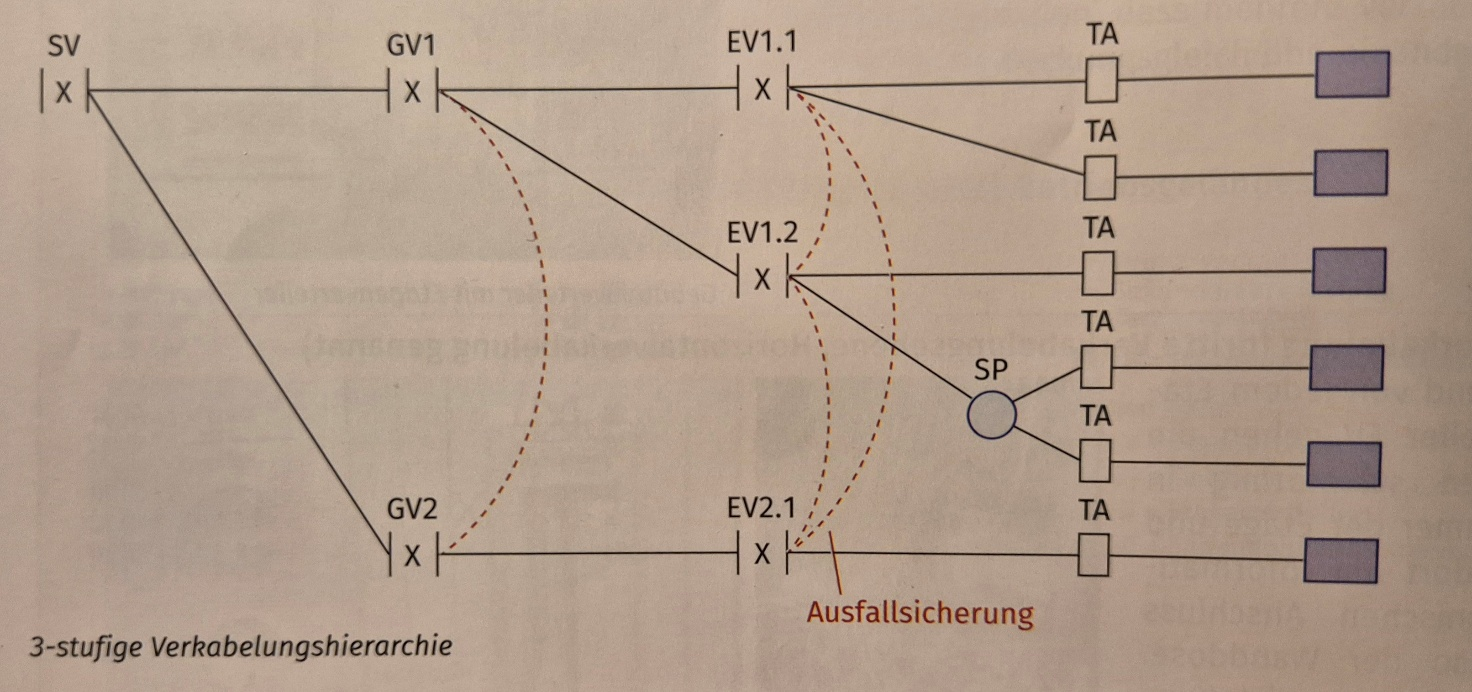 SV
GV1
EV1.1
TA
X
X
X
TA
EV1.2
TA
X
TA
SP
TA
GV2
EV2.1
TA
X
X
Ausfallsicherung
3-stufige Verkabelungshierarchie